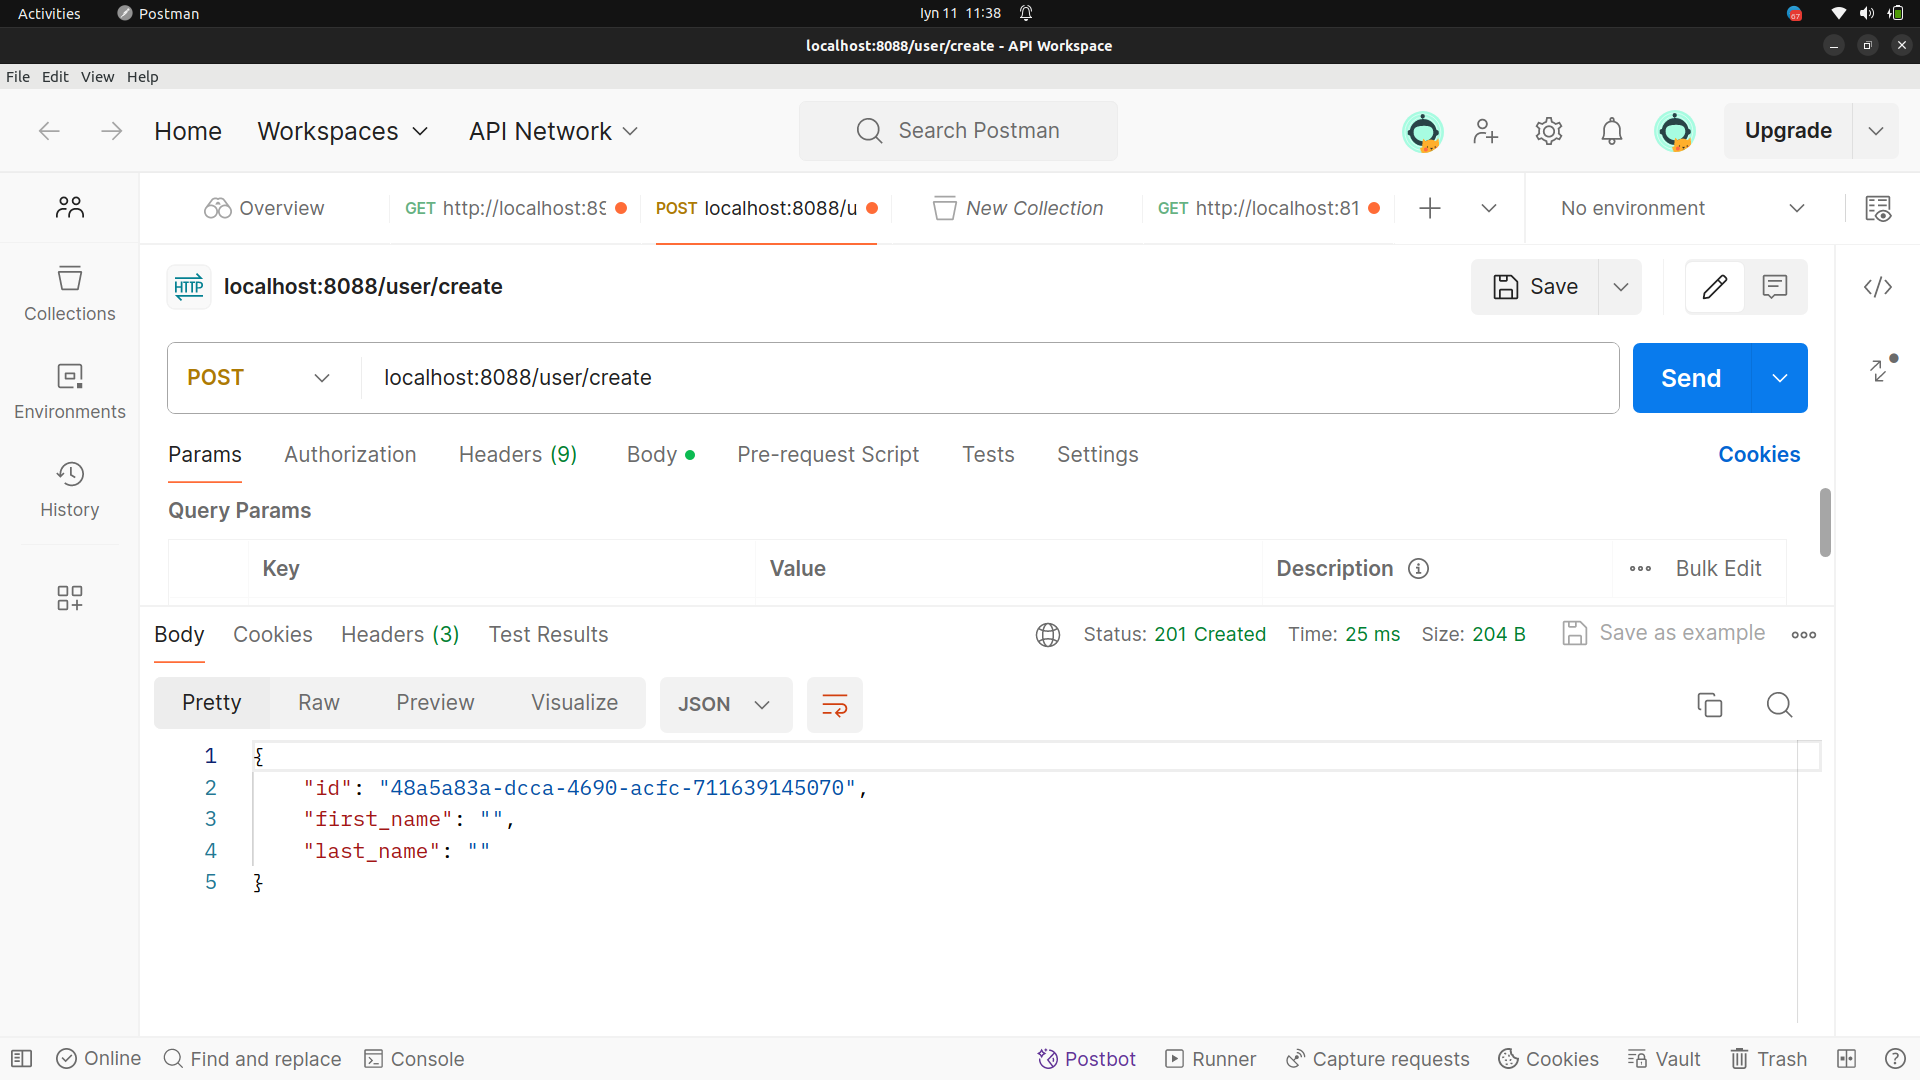 Activities Postman Iyn 11 11:38 67
localhost:8088/user/create - API Workspace
File Edit View Help
Home Workspaces API Network Search Postman Upgrade
Overview GET http://localhost:89 POST localhost:8088/u New Collection GET http://localhost:81 No environment
HTTP localhost:8088/user/create Save
Collections
POST localhost:8088/user/create Send
Environments
Params Authorization Headers (9) Body Pre-request Script Tests Settings Cookies
History
Query Params
Key Value Description Bulk Edit
Body Cookies Headers (3) Test Results Status: 201 Created Time: 25 ms Size: 204 B Save as example
Pretty Raw Preview Visualize JSON
1 {
2 "id": "48a5a83a-dcca-4690-acfc-711639145070",
3 "first_name": "",
4 "last_name": ""
5 }
Online Find and replace Console Postbot Runner Capture requests Cookies Vault Trash